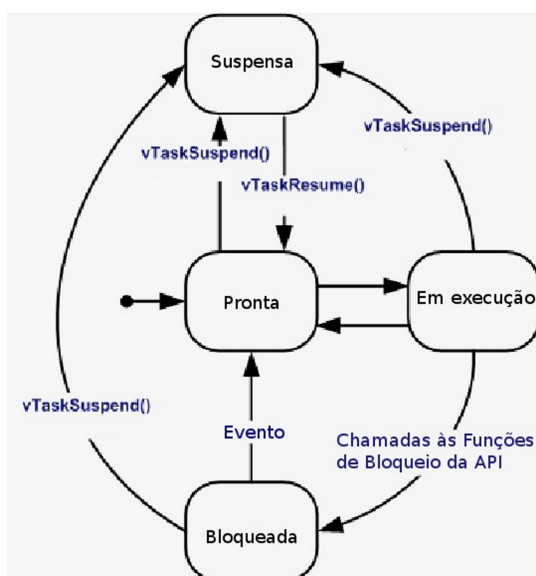 Suspensa
vTaskSuspend()
vTaskSuspend()
vTaskResume()
Pronta
Em execução
vTaskSuspend()
Evento
Chamadas às Funções
de Bloqueio da API
Bloqueada